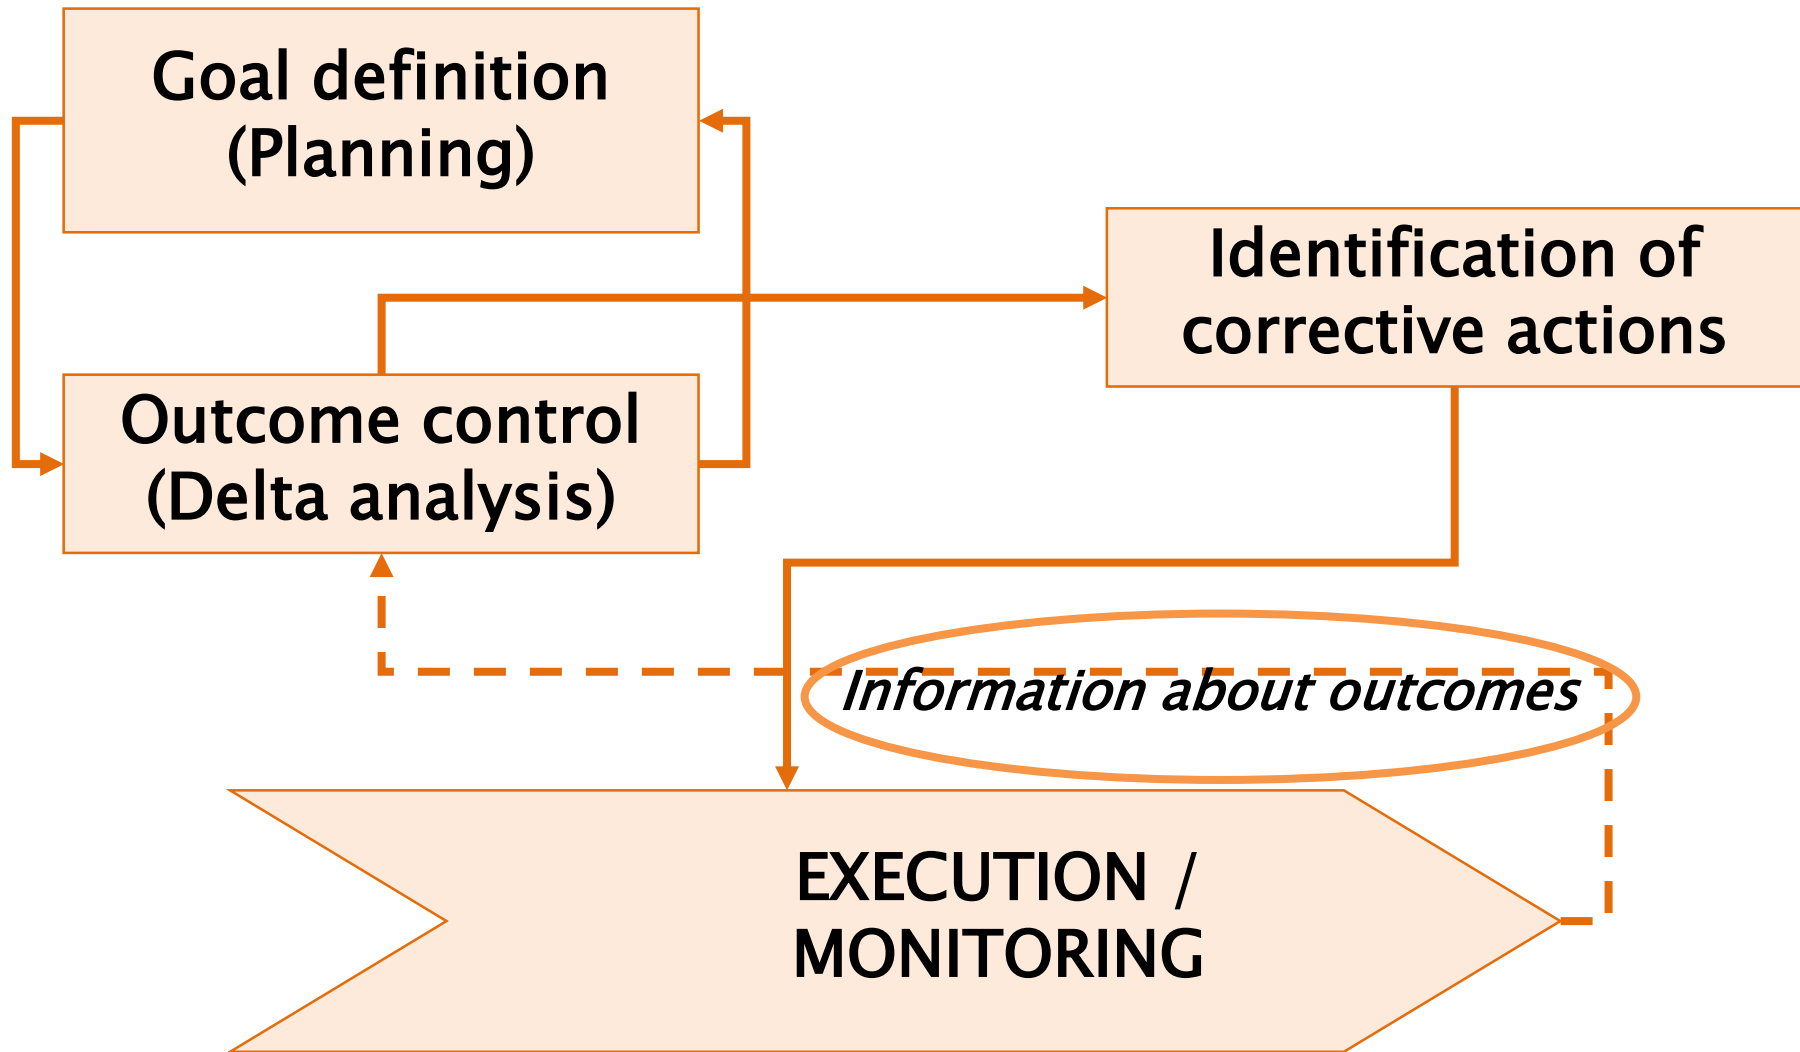 Goal definition
(Planning)
Identification of
corrective actions
Outcome control
(Delta analysis)
Information about outcomes
EXECUTION /
MONITORING